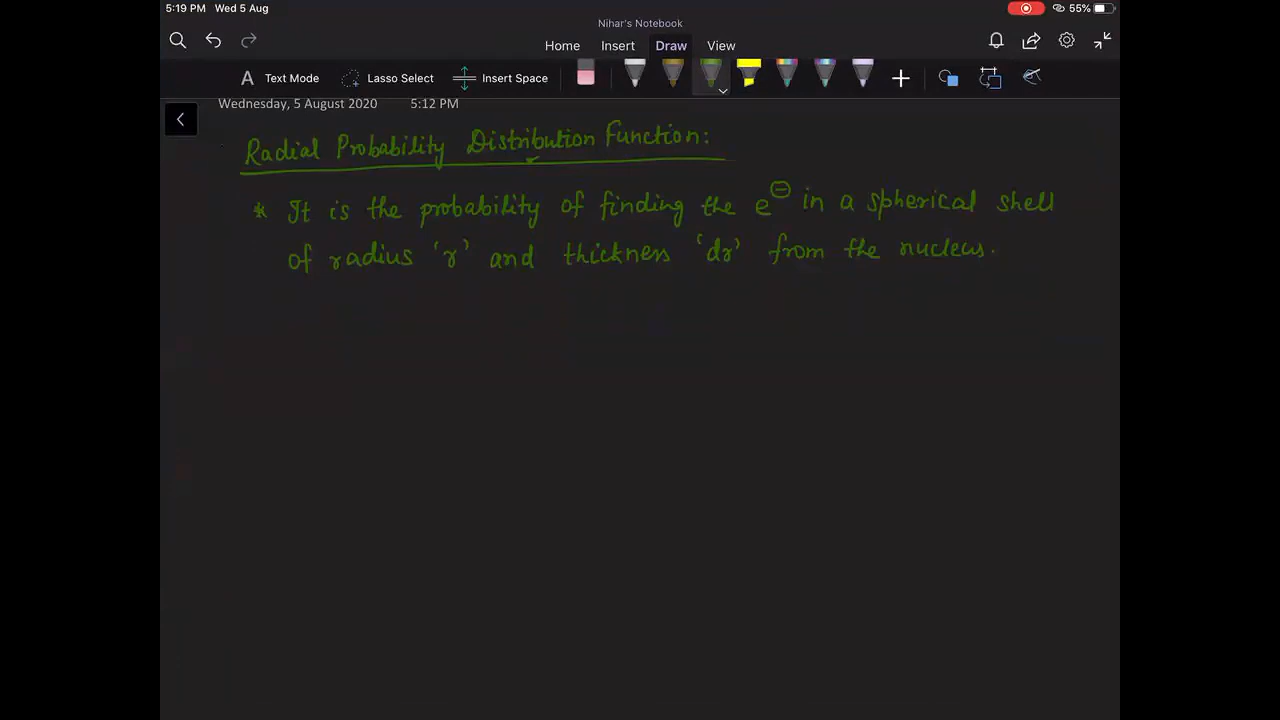 5:19 PM Wed 5 Aug
55%
Nihar's Notebook
Home Insert Draw View
Text Mode Lasso Select Insert Space
Wednesday, 5 August 2020 5:12 PM
Radial Probability Distribution Function:
* It is the probability of finding the e⊖ in a spherical shell
of radius 'r' and thickness 'dr' from the nucleus.